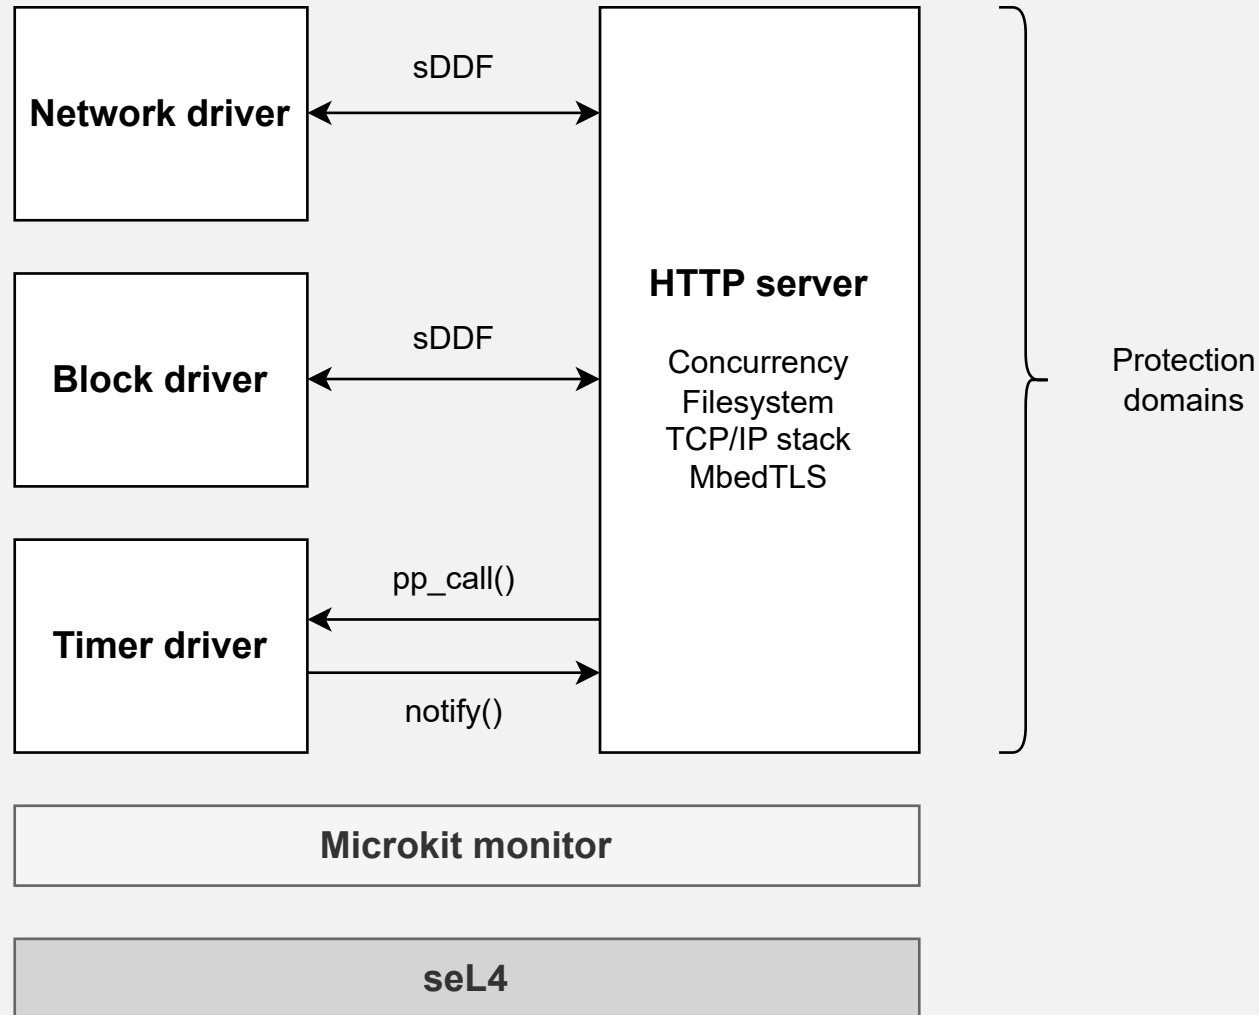 sDDF
Network driver
HTTP server
sDDF
Block driver
Concurrency
Filesystem
TCP/IP stack
MbedTLS
Protection
domains
pp_call()
Timer driver
notify()
Microkit monitor
seL4